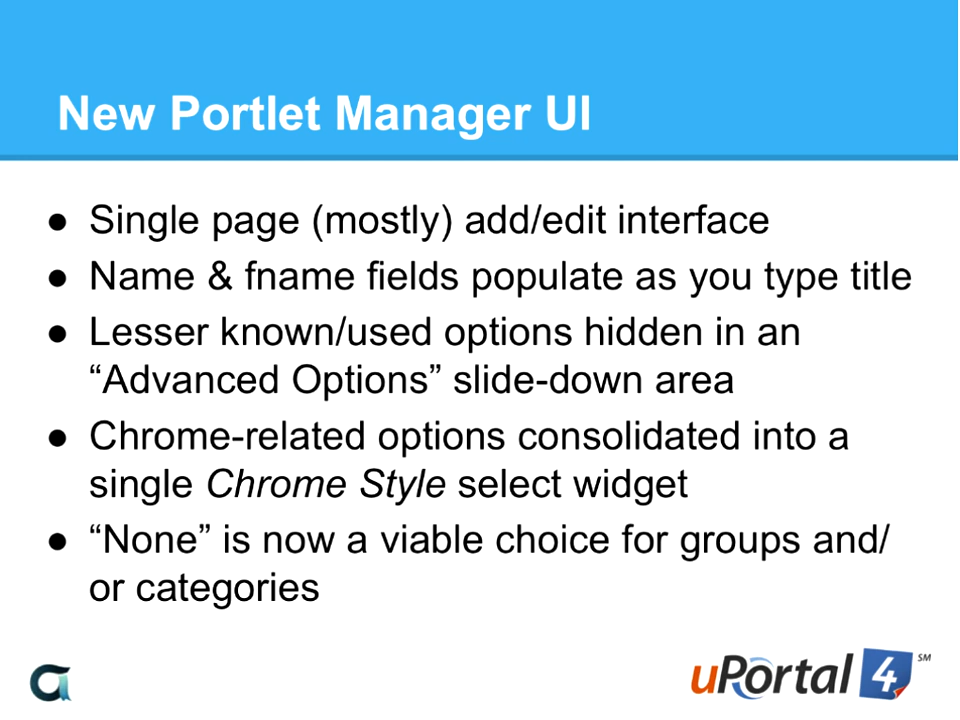 New Portlet Manager UI
● Single page (mostly) add/edit interface
● Name & fname fields populate as you type title
● Lesser known/used options hidden in an
“Advanced Options” slide-down area
● Chrome-related options consolidated into a
single Chrome Style select widget
● “None” is now a viable choice for groups and/
or categories
uPortal 4 SM